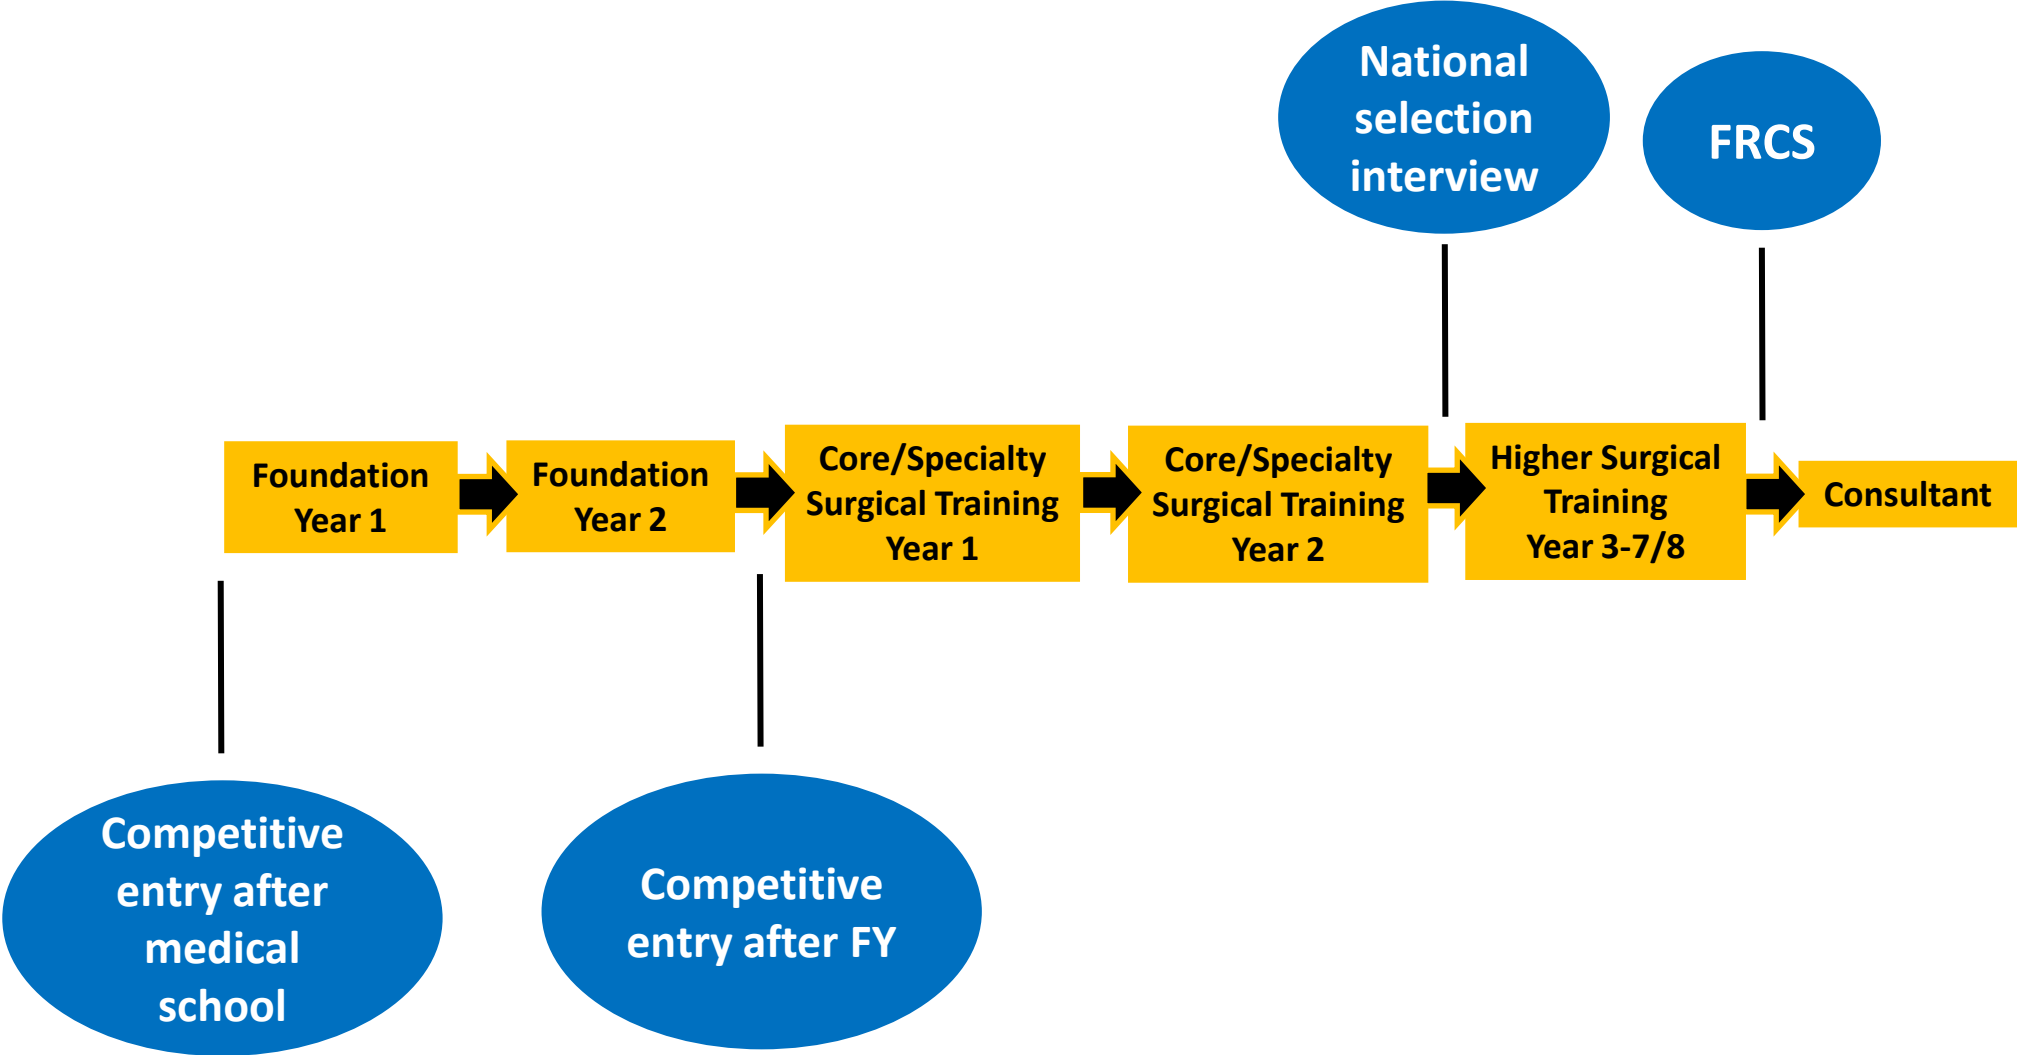 National
selection
interview
FRCS
Foundation
Year 1
Foundation
Year 2
Core/Specialty
Surgical Training
Year 1
Core/Specialty
Surgical Training
Year 2
Higher Surgical
Training
Year 3-7/8
Consultant
Competitive
entry after
medical
school
Competitive
entry after FY